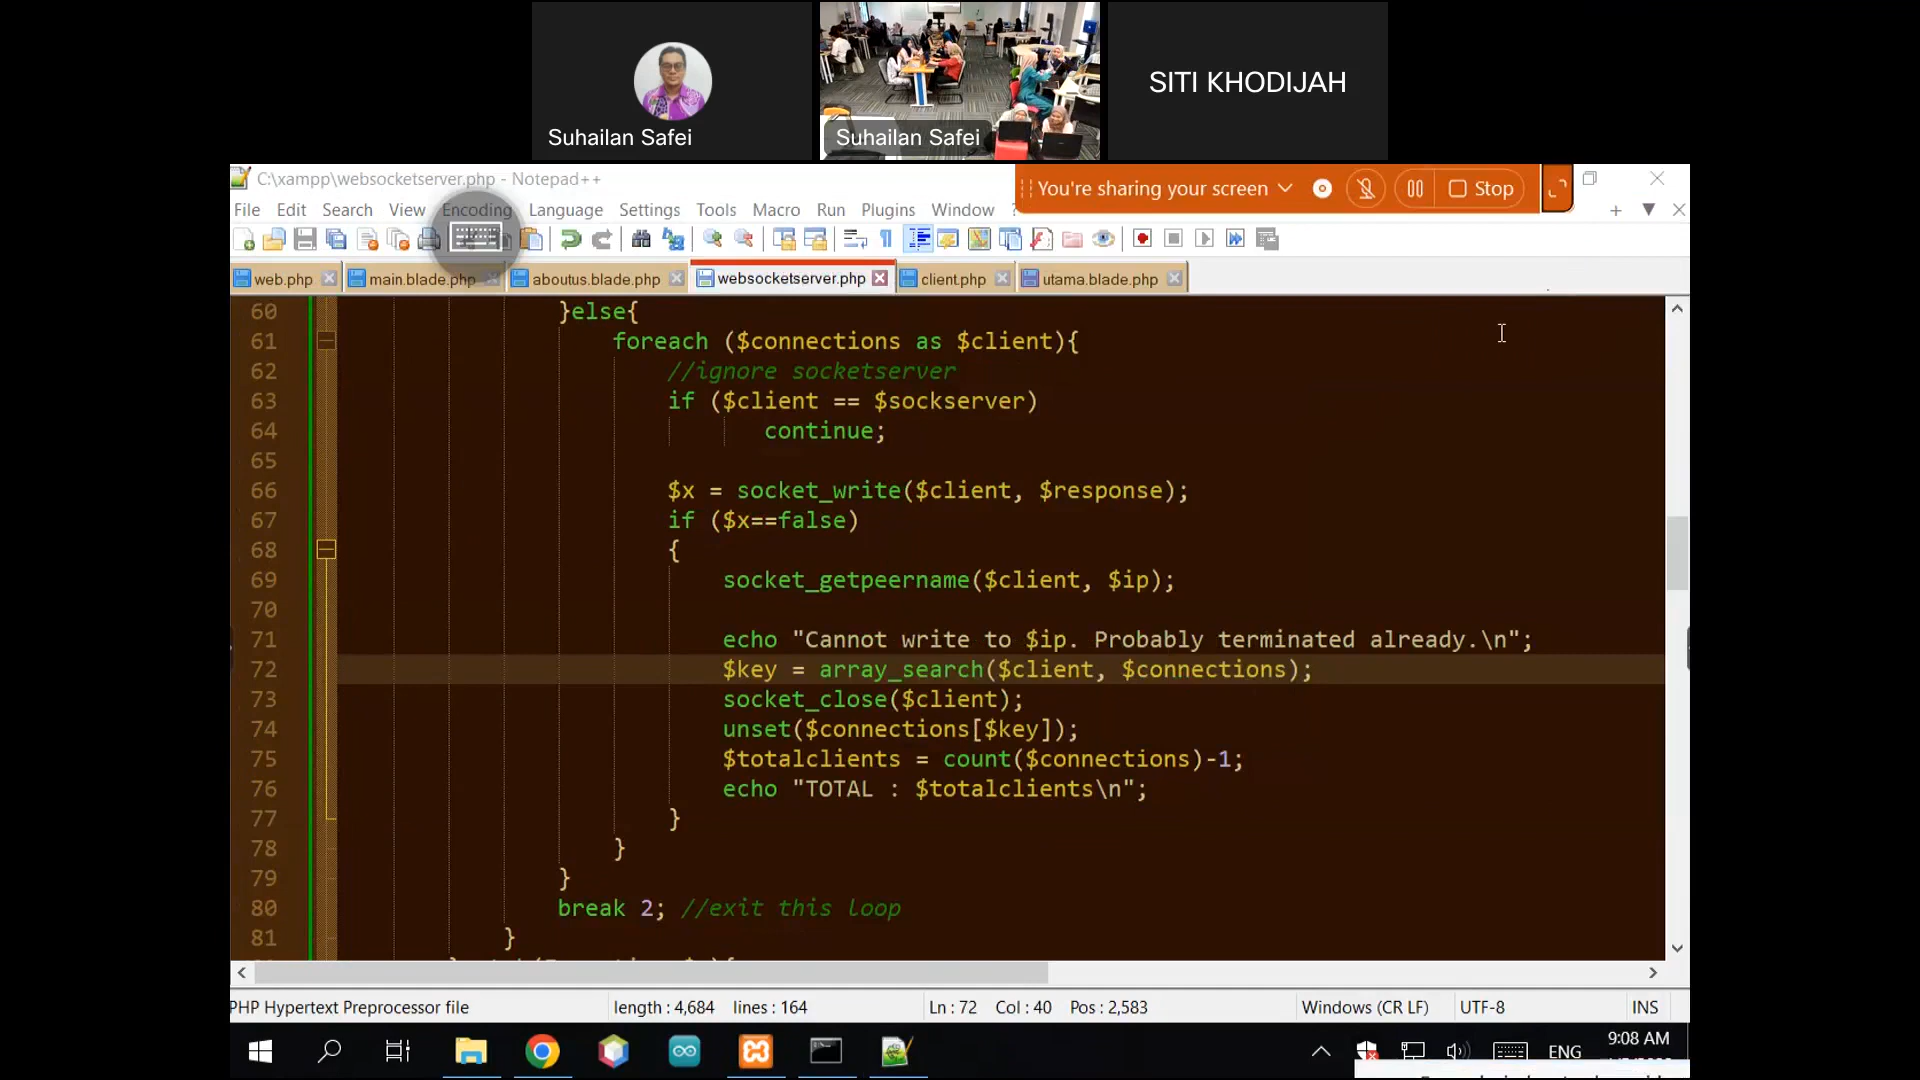 Suhailan Safei
Suhailan Safei
SITI KHODIJAH
C:\xampp\websocketserver.php - Notepad++
You're sharing your screen
Stop
File Edit Search View Encoding Language Settings Tools Macro Run Plugins Window
web.php main.blade.php aboutus.blade.php websocketserver.php client.php utama.blade.php
60 }else{
61 foreach ($connections as $client){
62 //ignore socketserver
63 if ($client == $sockserver)
64 continue;
65
66 $x = socket_write($client, $response);
67 if ($x==false)
68 {
69 socket_getpeername($client, $ip);
70
71 echo "Cannot write to $ip. Probably terminated already.\n";
72 $key = array_search($client, $connections);
73 socket_close($client);
74 unset($connections[$key]);
75 $totalclients = count($connections)-1;
76 echo "TOTAL : $totalclients\n";
77 }
78 }
79 }
80 break 2; //exit this loop
81 }
PHP Hypertext Preprocessor file length : 4,684 lines : 164 Ln : 72 Col : 40 Pos : 2,583 Windows (CR LF) UTF-8 INS
ENG
9:08 AM